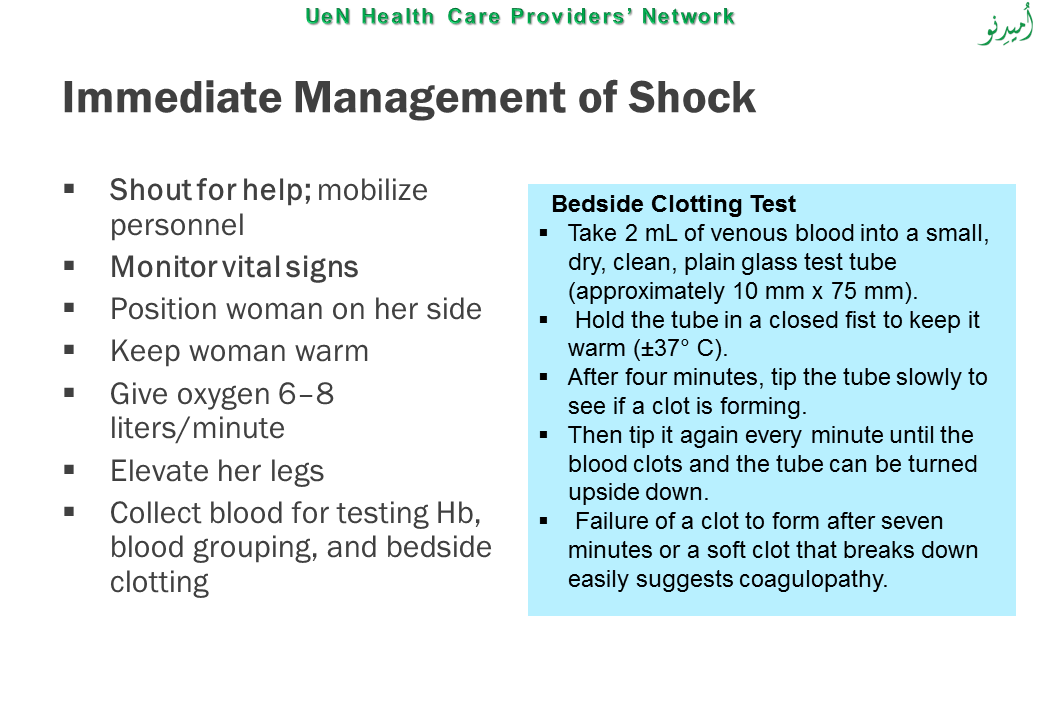 UeN Health Care Providers’ Network
اُمیدِنو
Immediate Management of Shock
▪ Shout for help; mobilize
personnel
▪ Monitor vital signs
▪ Position woman on her side
▪ Keep woman warm
▪ Give oxygen 6–8
liters/minute
▪ Elevate her legs
▪ Collect blood for testing Hb,
blood grouping, and bedside
clotting
Bedside Clotting Test
▪ Take 2 mL of venous blood into a small,
dry, clean, plain glass test tube
(approximately 10 mm x 75 mm).
▪ Hold the tube in a closed fist to keep it
warm (±37° C).
▪ After four minutes, tip the tube slowly to
see if a clot is forming.
▪ Then tip it again every minute until the
blood clots and the tube can be turned
upside down.
▪ Failure of a clot to form after seven
minutes or a soft clot that breaks down
easily suggests coagulopathy.